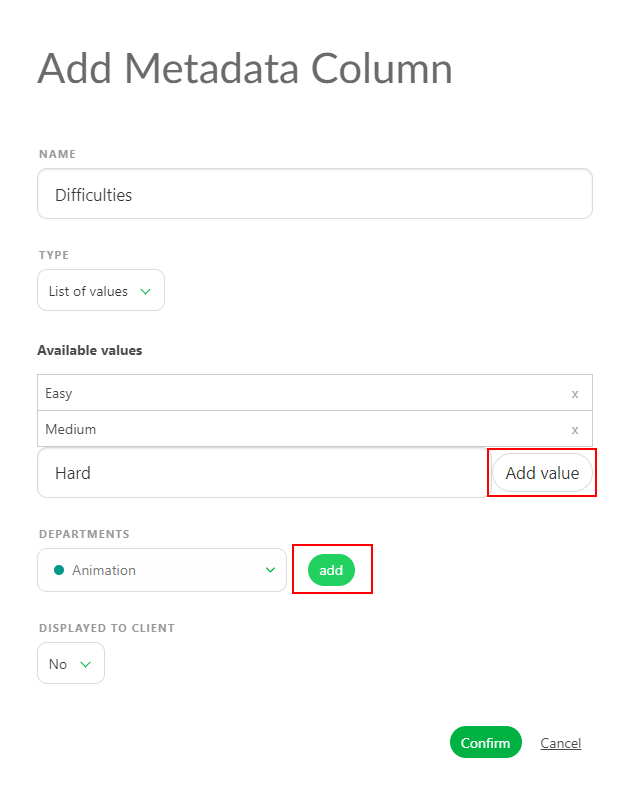 Add Metadata Column
NAME
Difficulties
TYPE
List of values
Available values
Easy x
Medium x
Hard Add value
DEPARTMENTS
Animation add
DISPLAYED TO CLIENT
No
Confirm Cancel